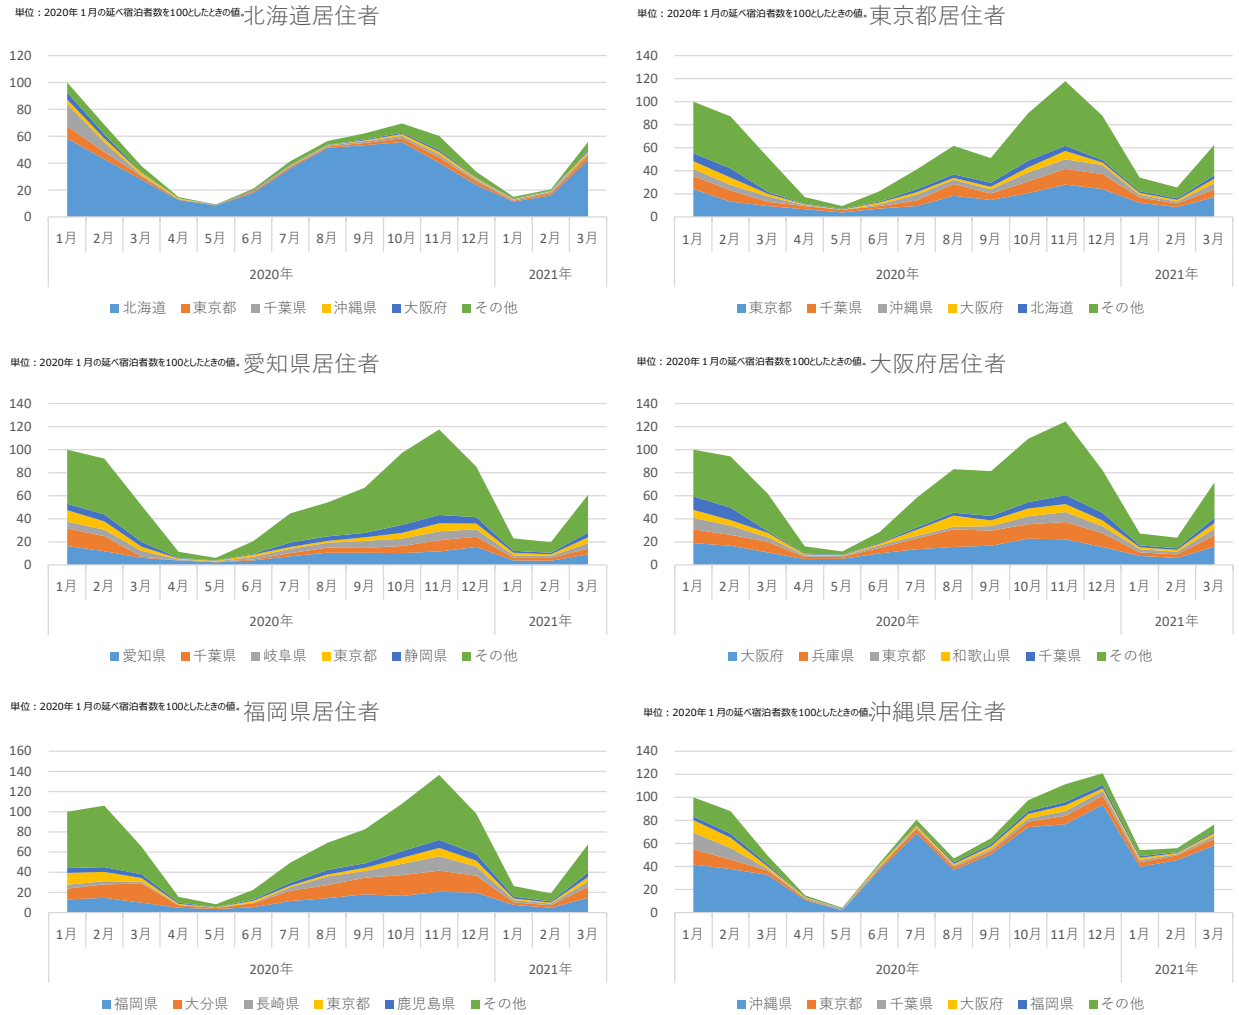 単位：2020年１月の延べ宿泊者数を100としたときの値。
北海道居住者
120
100
80
60
40
20
0
1月 2月 3月 4月 5月 6月 7月 8月 9月 10月 11月 12月 1月 2月 3月
2020年 2021年
北海道 東京都 千葉県 沖縄県 大阪府 その他
単位：2020年１月の延べ宿泊者数を100としたときの値。
東京都居住者
140
120
100
80
60
40
20
0
1月 2月 3月 4月 5月 6月 7月 8月 9月 10月 11月 12月 1月 2月 3月
2020年 2021年
東京都 千葉県 沖縄県 大阪府 北海道 その他
単位：2020年１月の延べ宿泊者数を100としたときの値。
愛知県居住者
140
120
100
80
60
40
20
0
1月 2月 3月 4月 5月 6月 7月 8月 9月 10月 11月 12月 1月 2月 3月
2020年 2021年
愛知県 千葉県 岐阜県 東京都 静岡県 その他
単位：2020年１月の延べ宿泊者数を100としたときの値。
大阪府居住者
140
120
100
80
60
40
20
0
1月 2月 3月 4月 5月 6月 7月 8月 9月 10月 11月 12月 1月 2月 3月
2020年 2021年
大阪府 兵庫県 東京都 和歌山県 千葉県 その他
単位：2020年１月の延べ宿泊者数を100としたときの値。
福岡県居住者
160
140
120
100
80
60
40
20
0
1月 2月 3月 4月 5月 6月 7月 8月 9月 10月 11月 12月 1月 2月 3月
2020年 2021年
福岡県 大分県 長崎県 東京都 鹿児島県 その他
単位：2020年１月の延べ宿泊者数を100としたときの値。
沖縄県居住者
140
120
100
80
60
40
20
0
1月 2月 3月 4月 5月 6月 7月 8月 9月 10月 11月 12月 1月 2月 3月
2020年 2021年
沖縄県 東京都 千葉県 大阪府 福岡県 その他